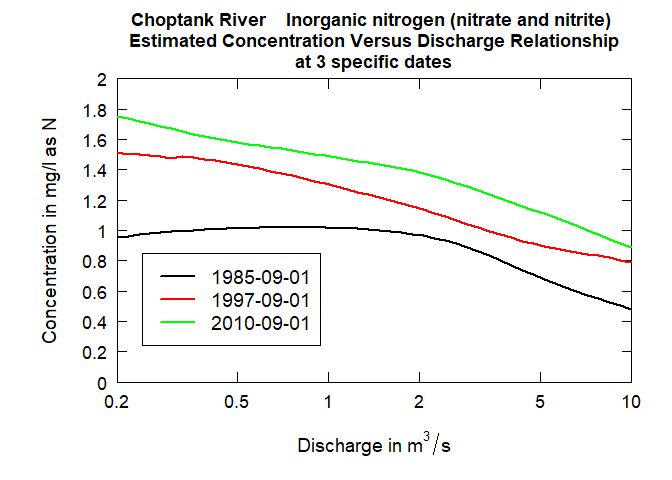 Choptank River    Inorganic nitrogen (nitrate and nitrite)
Estimated Concentration Versus Discharge Relationship
at 3 specific dates
Concentration in mg/l as N
2
1.8
1.6
1.4
1.2
1
0.8
0.6
0.4
0.2
0
1985-09-01
1997-09-01
2010-09-01
0.2 0.5 1 2 5 10
Discharge in m³/s